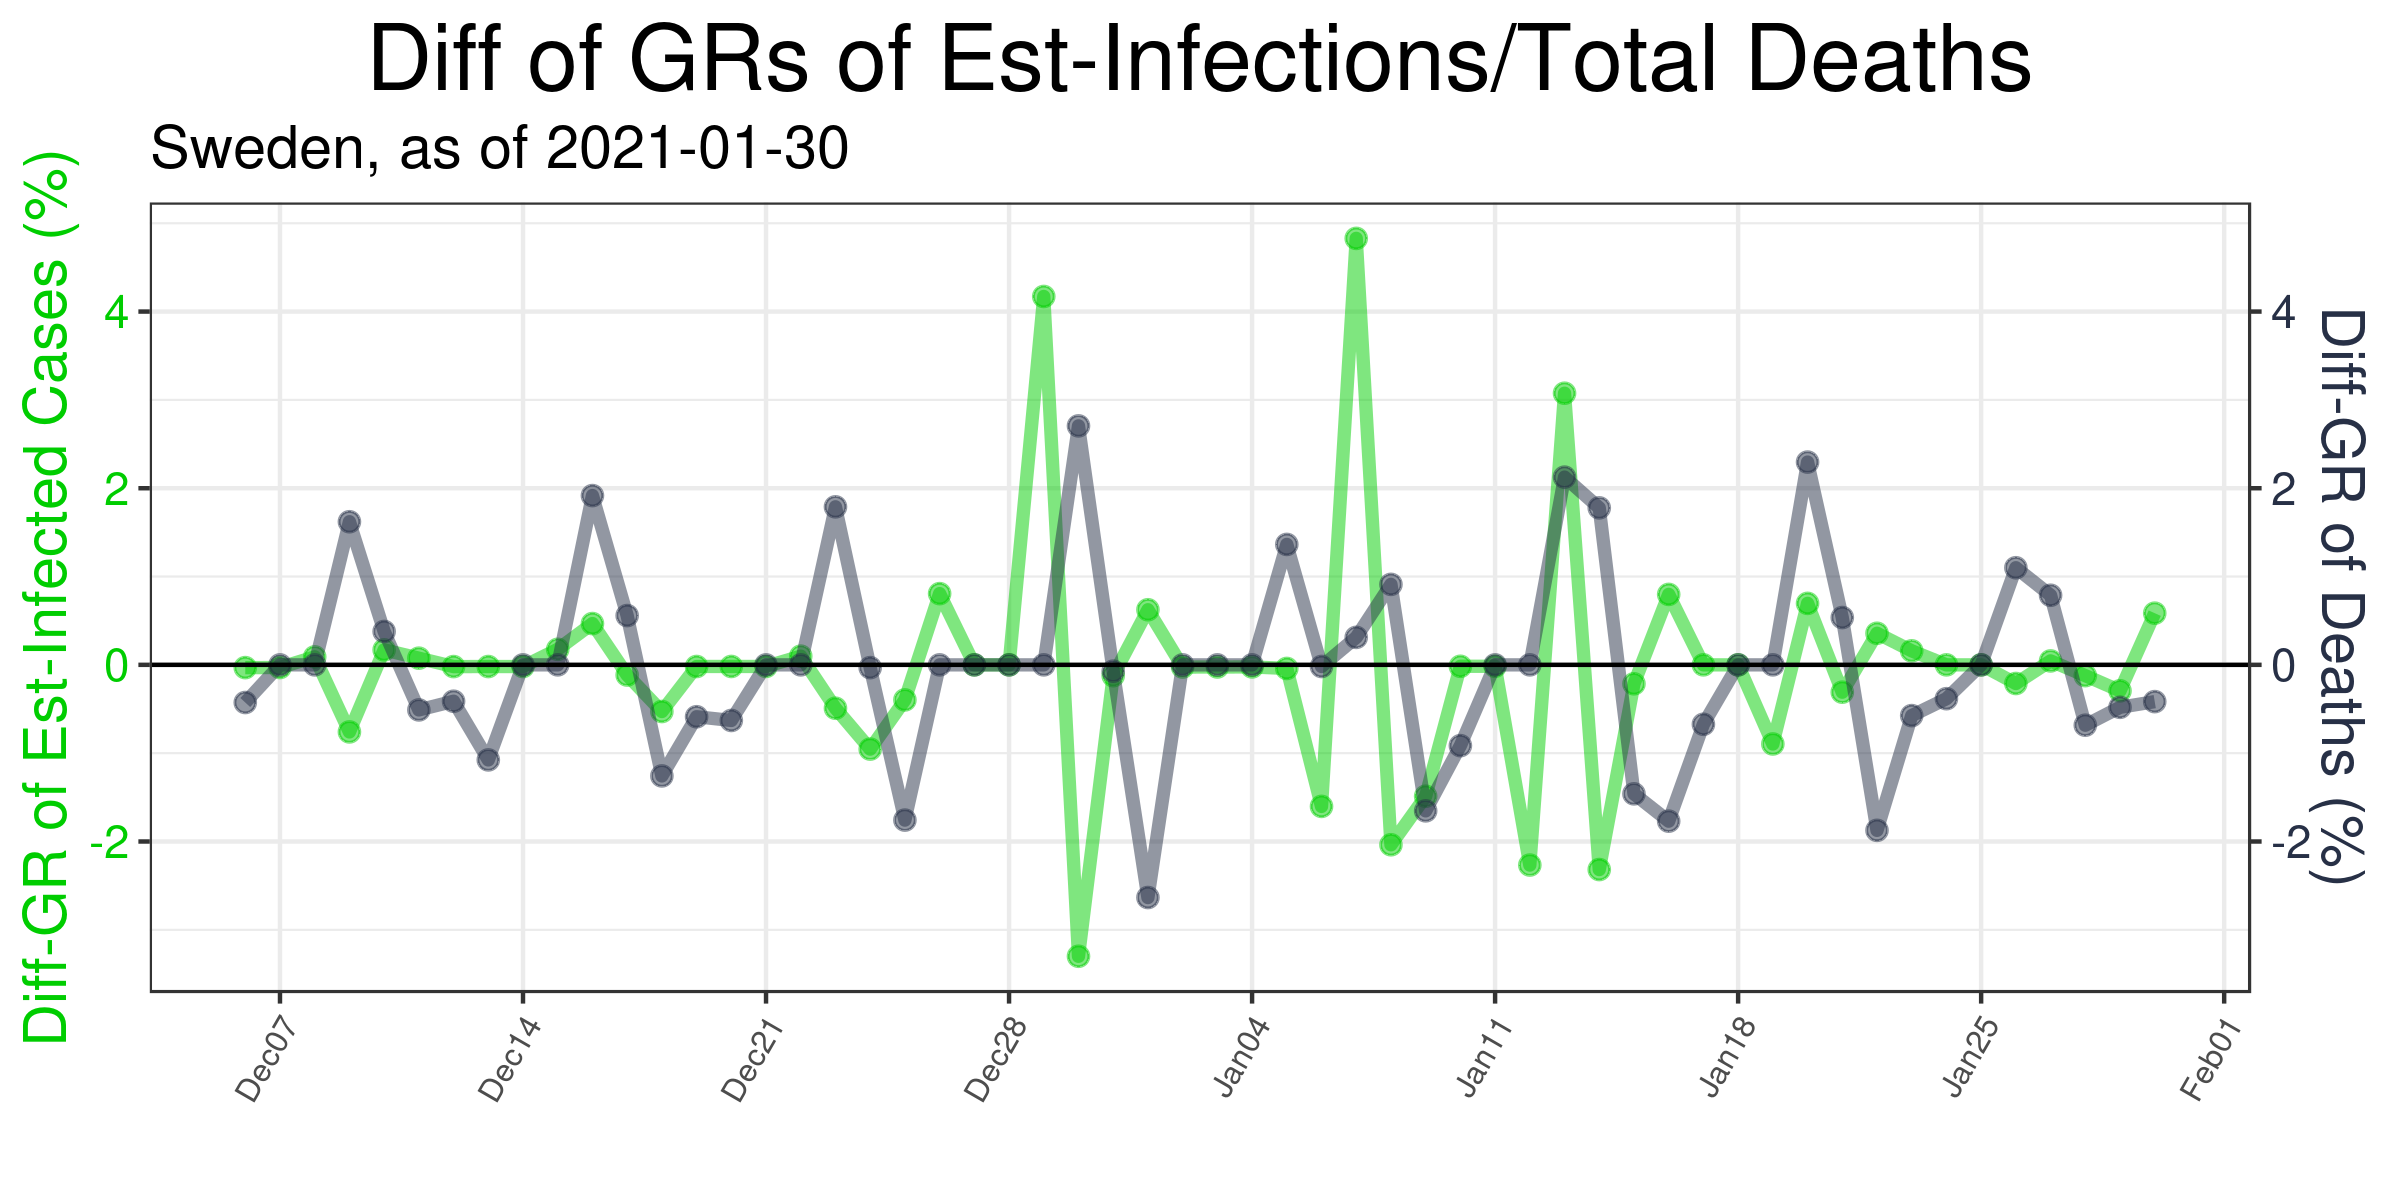 Diff of GRs of Est-Infections/Total Deaths
Sweden, as of 2021-01-30
Diff-GR of Est-Infected Cases (%)
4
2
0
-2
4
2
0
-2
Diff-GR of Deaths (%)
Dec07
Dec14
Dec21
Dec28
Jan04
Jan11
Jan18
Jan25
Feb01